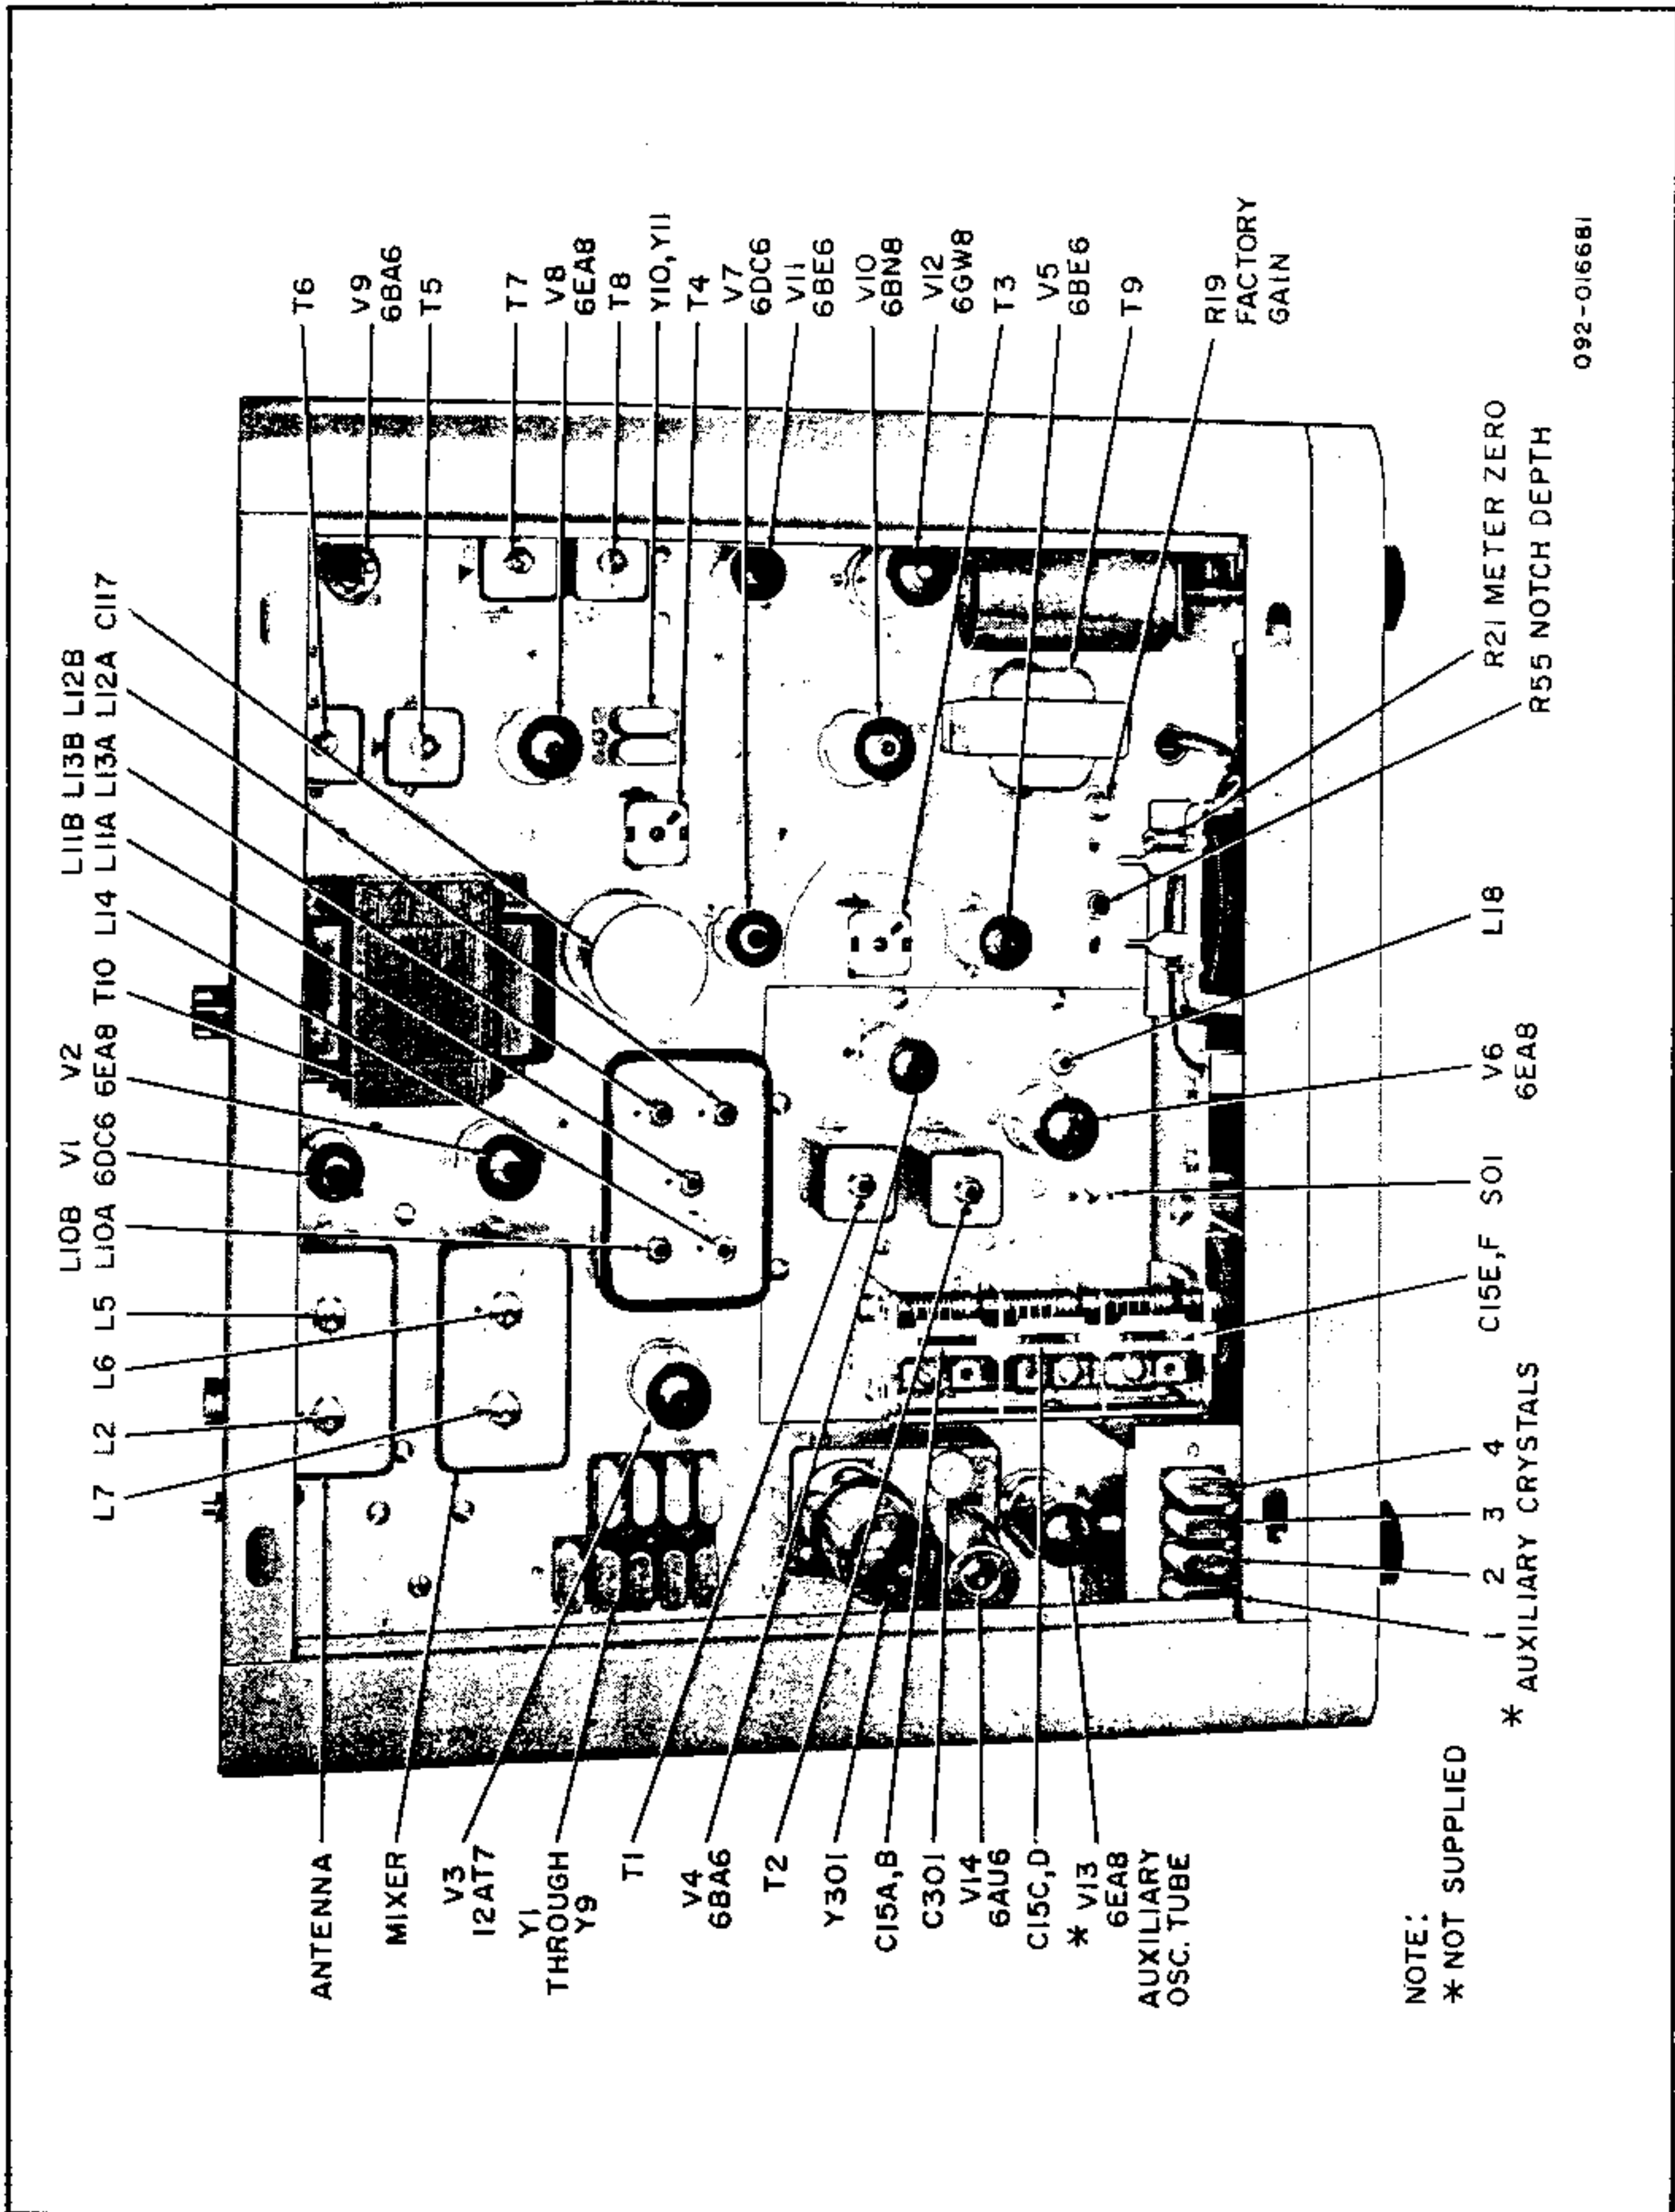 L10B V1 V2
L7 L2 L6 L5 L10A 6DC6 6EA8 T10 L14 L11A L13A L12A C117
L11B L13B L12B
ANTENNA
MIXER
V3
12AT7
Y1
THROUGH
Y9
T1
V4
6BA6
T2
Y301
C15A,B
C301
V14
6AU6
C15C,D
* V13
6EA8
AUXILIARY
OSC. TUBE
T6
V9
6BA6
T5
T7
V8
6EA8
T8
Y10, Y11
T4
V7
6DC6
V11
6BE6
V10
6BN8
V12
6GW8
T3
V5
6BE6
T9
R19
FACTORY
GAIN
1 2 3 4
* AUXILIARY CRYSTALS
C15E,F SO1 V6
6EA8
L18
R21 METER ZERO
R55 NOTCH DEPTH
NOTE:
* NOT SUPPLIED
092-016681